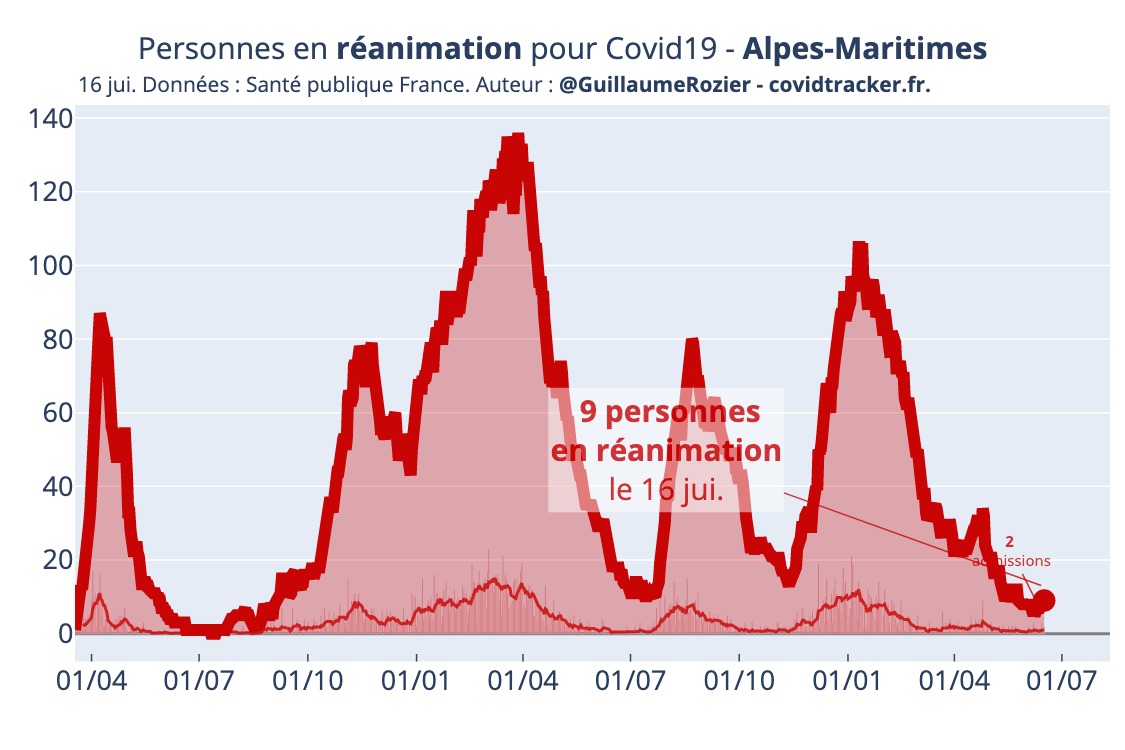 Personnes en réanimation pour Covid19 - Alpes-Maritimes
16 jui. Données : Santé publique France. Auteur : @GuillaumeRozier - covidtracker.fr.
140
120
100
80
60
40
20
0
9 personnes
en réanimation
le 16 jui.
2
admissions
01/04 01/07 01/10 01/01 01/04 01/07 01/10 01/01 01/04 01/07